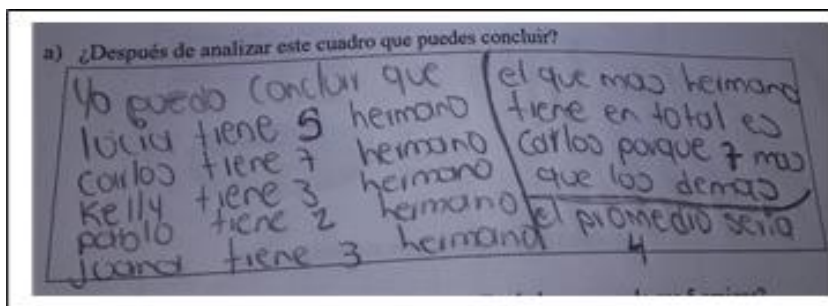 a) ¿Después de analizar este cuadro que puedes concluir?
Yo puedo concluir que
lucia tiene 5 hermano
carlos tiene 7 hermano
Kelly tiene 3 hermano
pablo tiene 2 hermano
juana tiene 3 hermana
el que mas hermano
tiene en total es
Carlos porque 7 mas
que los demas
el promedio seria
4